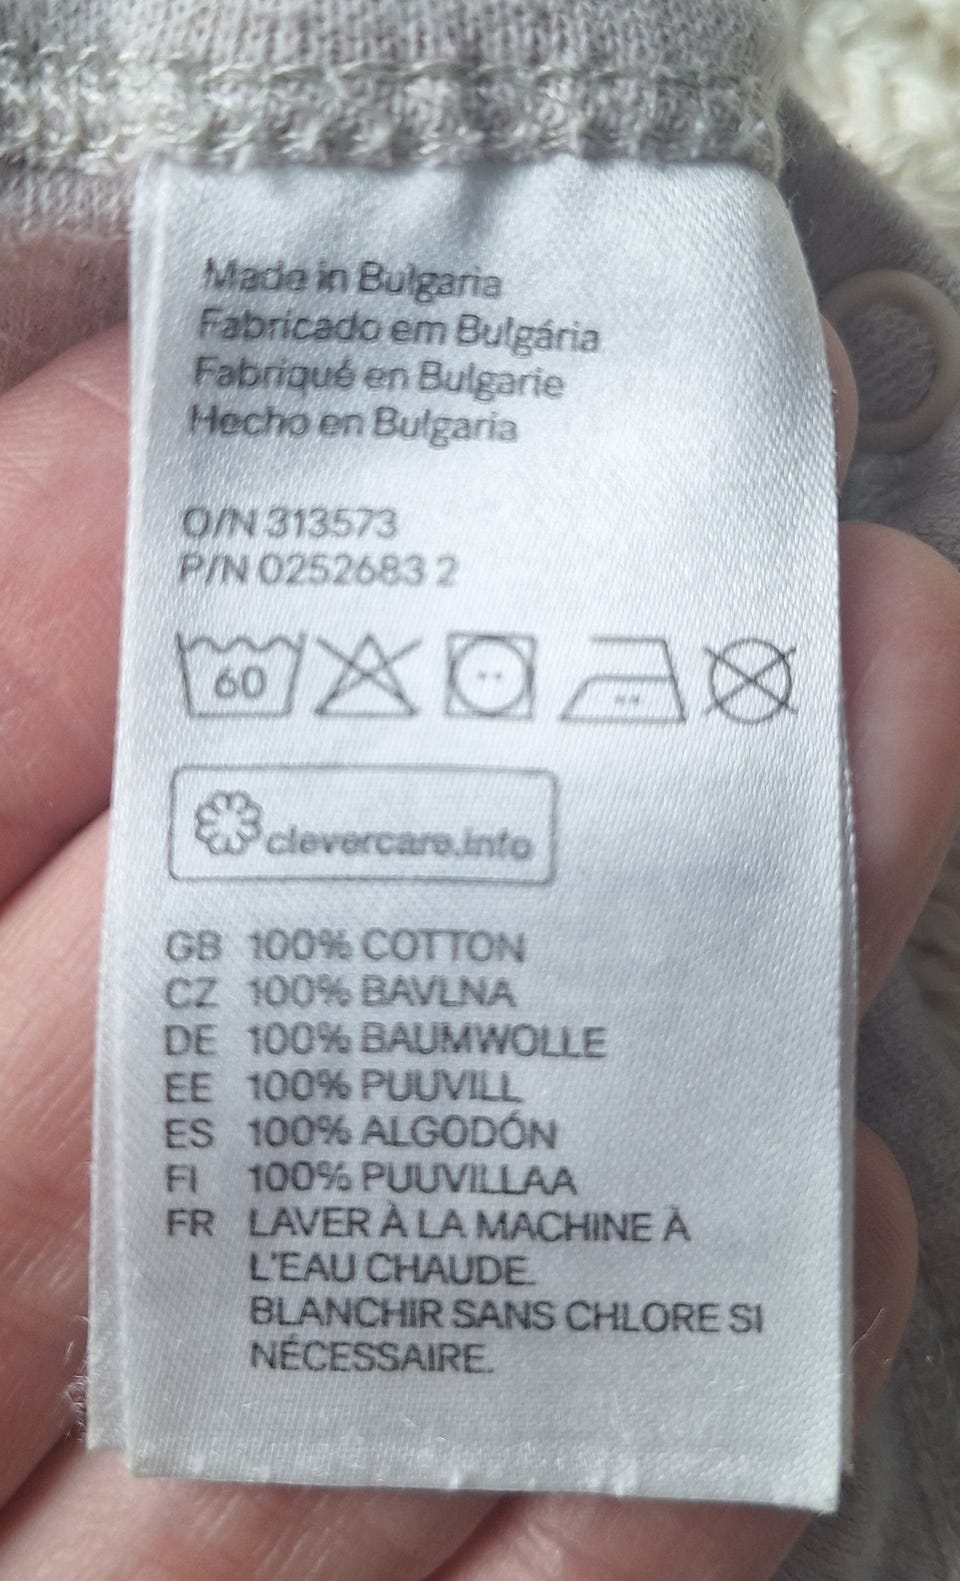 Made in Bulgaria
Fabricado em Bulgária
Fabriqué en Bulgarie
Hecho en Bulgaria
O/N 313573
P/N 0252683 2
60
clevercare.info
GB 100% COTTON
CZ 100% BAVLNA
DE 100% BAUMWOLLE
EE 100% PUUVILL
ES 100% ALGODÓN
FI 100% PUUVILLAA
FR LAVER À LA MACHINE À
L'EAU CHAUDE.
BLANCHIR SANS CHLORE SI
NÉCESSAIRE.